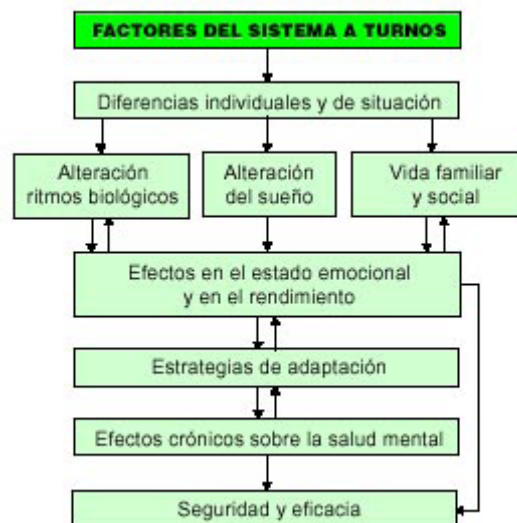 FACTORES DEL SISTEMA A TURNOS
Diferencias individuales y de situación
Alteración
ritmos biológicos
Alteración
del sueño
Vida familiar
y social
Efectos en el estado emocional
y en el rendimiento
Estrategias de adaptación
Efectos crónicos sobre la salud mental
Seguridad y eficacia